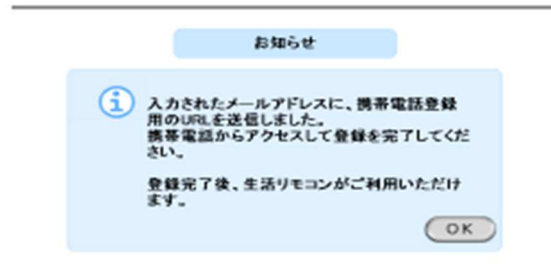 お知らせ
入力されたメールアドレスに、携帯電話登録
用のURLを送信しました。
携帯電話からアクセスして登録を完了してくだ
さい。
登録完了後、生活リモコンがご利用いただけ
ます。
OK